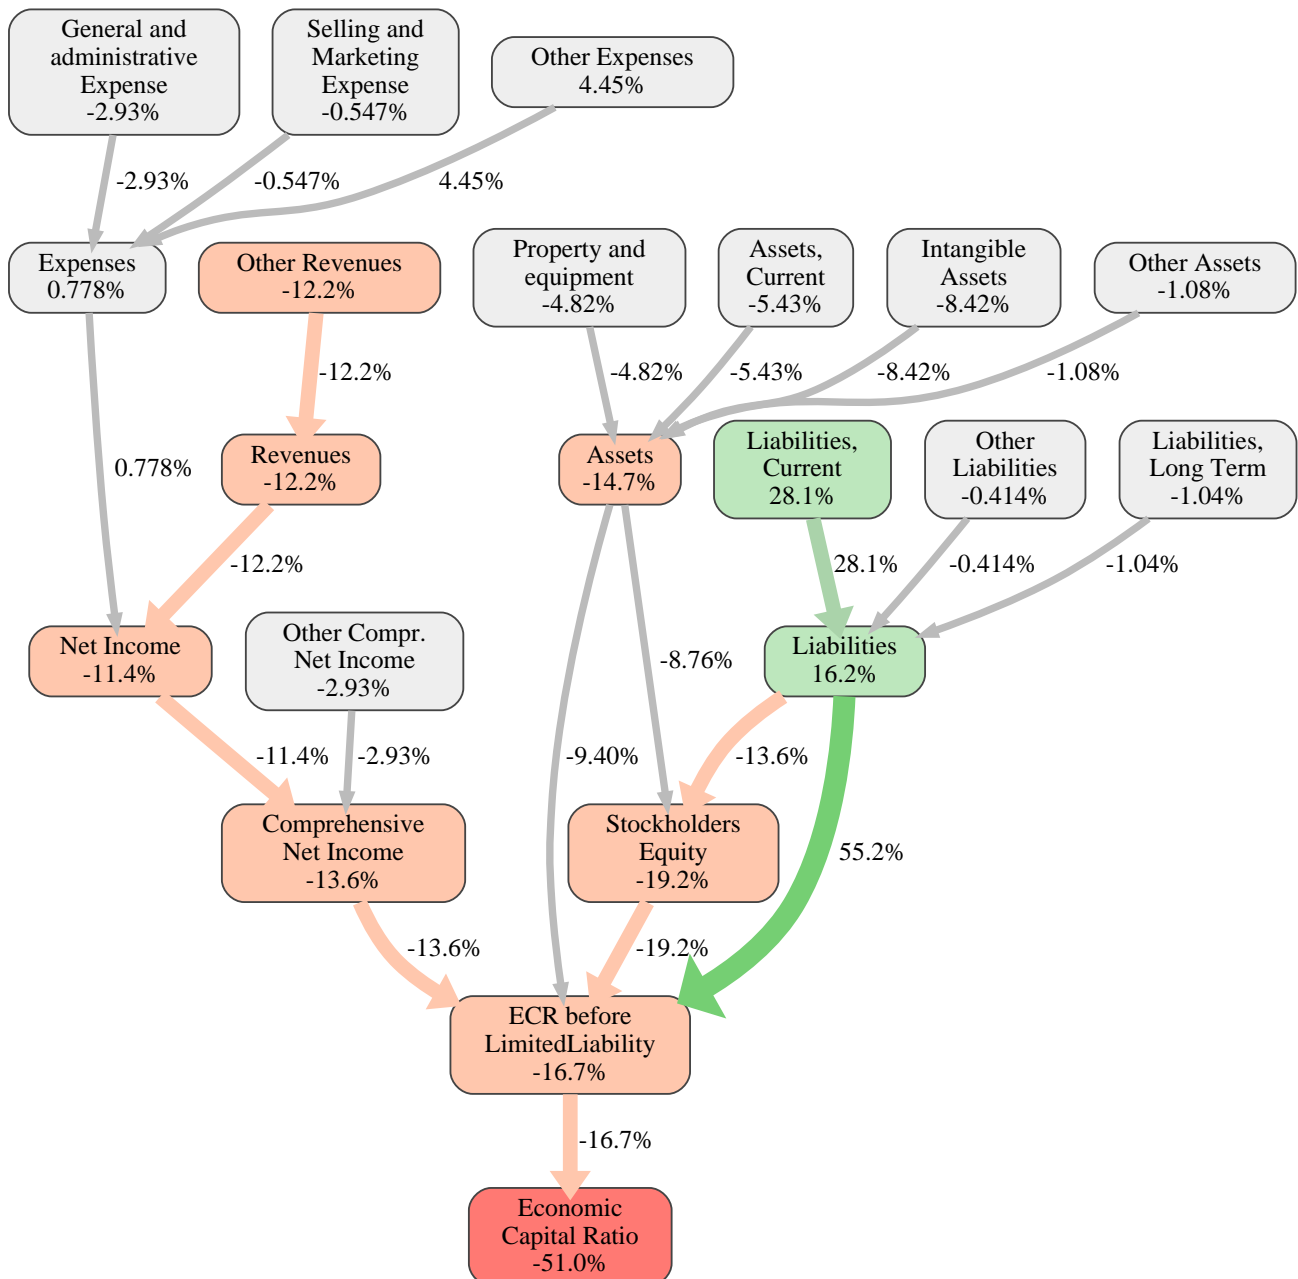 General and
administrative
Expense
-2.93%
Selling and
Marketing
Expense
-0.547%
Other Expenses
4.45%
-2.93%
-0.547%
4.45%
Expenses
0.778%
Other Revenues
-12.2%
Property and
equipment
-4.82%
Assets,
Current
-5.43%
Intangible
Assets
-8.42%
Other Assets
-1.08%
-12.2%
-4.82%
-5.43%
-8.42%
-1.08%
Revenues
-12.2%
Assets
-14.7%
Liabilities,
Current
28.1%
Other
Liabilities
-0.414%
Liabilities,
Long Term
-1.04%
0.778%
-12.2%
28.1%
-0.414%
-1.04%
Net Income
-11.4%
Other Compr.
Net Income
-2.93%
Liabilities
16.2%
-8.76%
-11.4%
-2.93%
-9.40%
-13.6%
Comprehensive
Net Income
-13.6%
Stockholders
Equity
-19.2%
55.2%
-13.6%
-19.2%
ECR before
LimitedLiability
-16.7%
-16.7%
Economic
Capital Ratio
-51.0%